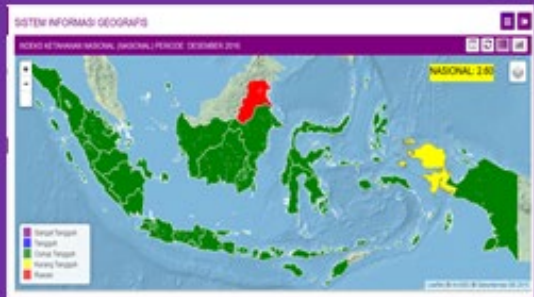 SISTEM INFORMASI GEOGRAFIS
INDEKS KETAHANAN NASIONAL (NASIONAL) PERIODE: DESEMBER 2016
+
-
NASIONAL: 2.60
Sangat Tangguh
Tangguh
Cukup Tangguh
Kurang Tangguh
Rawan